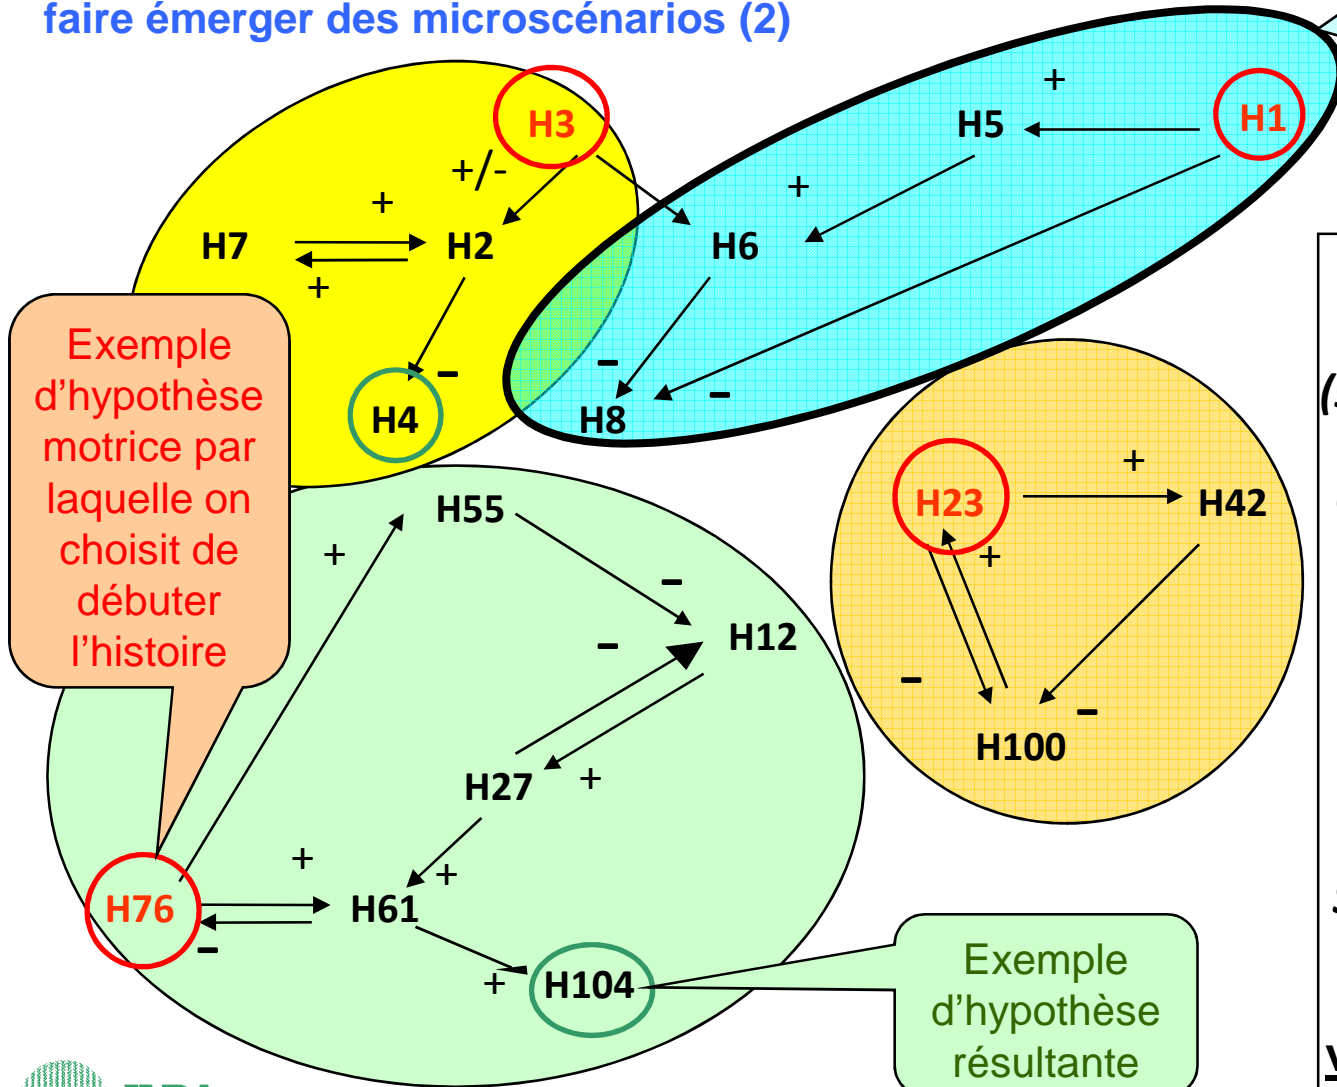 faire émerger des microscénarios (2)
+
H3
H5
H1
+/-
+
+
H7
H2
H6
+
Exemple
d'hypothèse
motrice par
laquelle on
choisit de
débuter
l'histoire
-
-
-
H4
H8
H23
+
H42
H55
+
+
-
-
H12
-
-
H100
H27
+
+
+
H76
H61
-
+
H104
Exemple
d'hypothèse
résultante